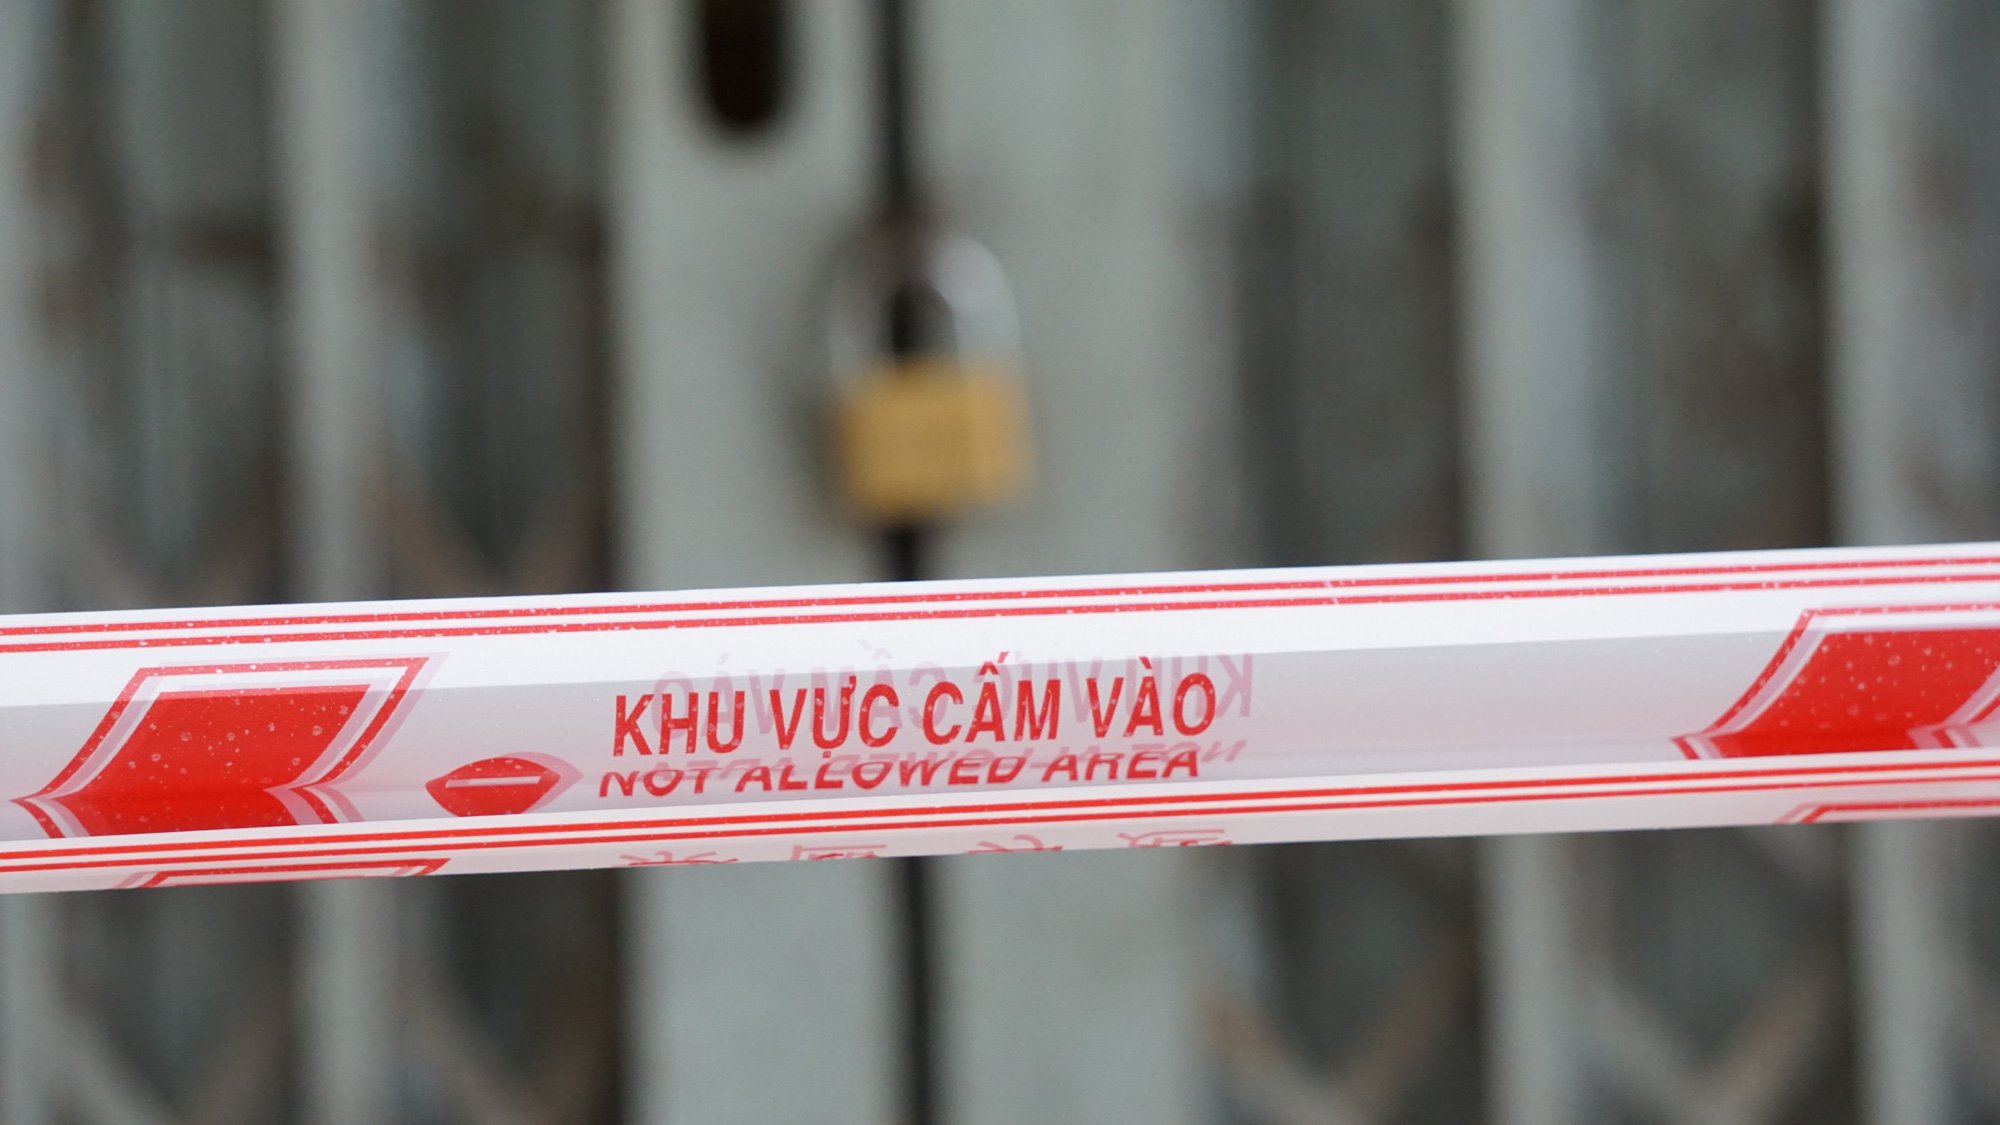 KHU VỰC CẤM VÀO
NOT ALLOWED AREA